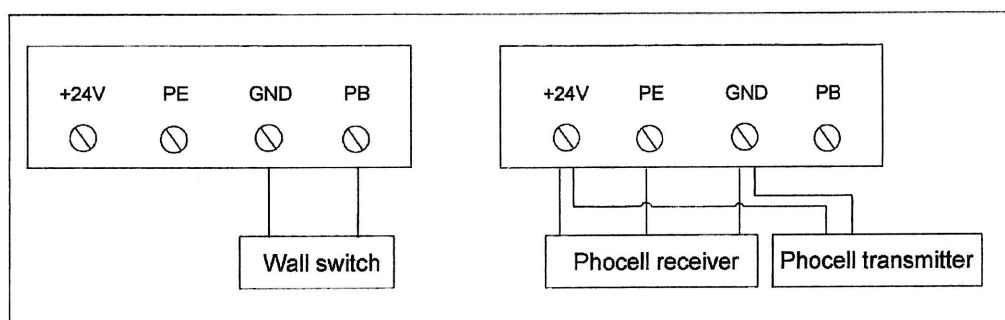 +24V PE GND PB
Wall switch
+24V PE GND PB
Phocell receiver
Phocell transmitter